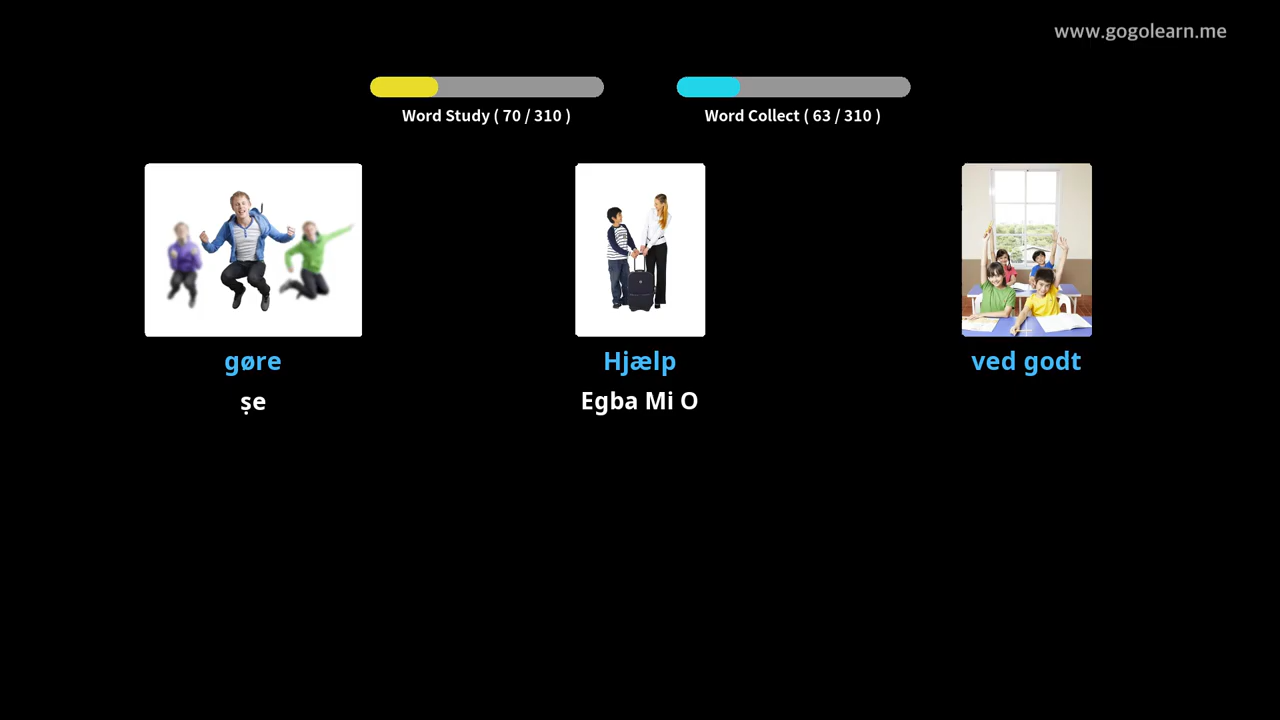 www.gogolearn.me
Word Study ( 70 / 310 )
Word Collect ( 63 / 310 )
gøre
Hjælp
ved godt
ṣe
Egba Mi O